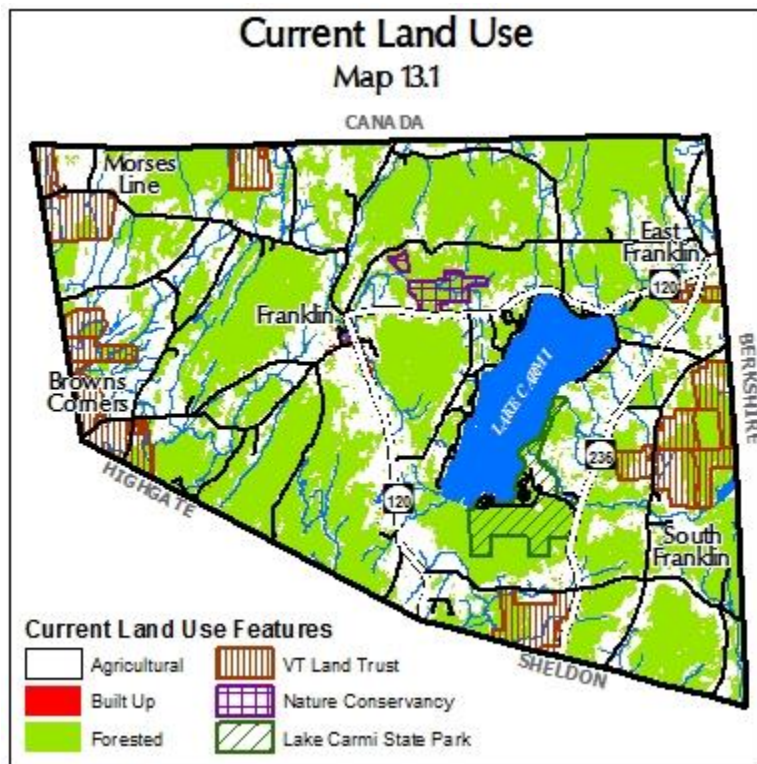 Current Land Use
Map 13.1
CANADA
Morses
Line
East
Franklin
120
Franklin
BERKSHIRE
LAKE CARMI
Browns
Corners
HIGHGATE
236
120
South
Franklin
SHELDON
Current Land Use Features
Agricultural
VT Land Trust
Built Up
Nature Conservancy
Forested
Lake Carmi State Park